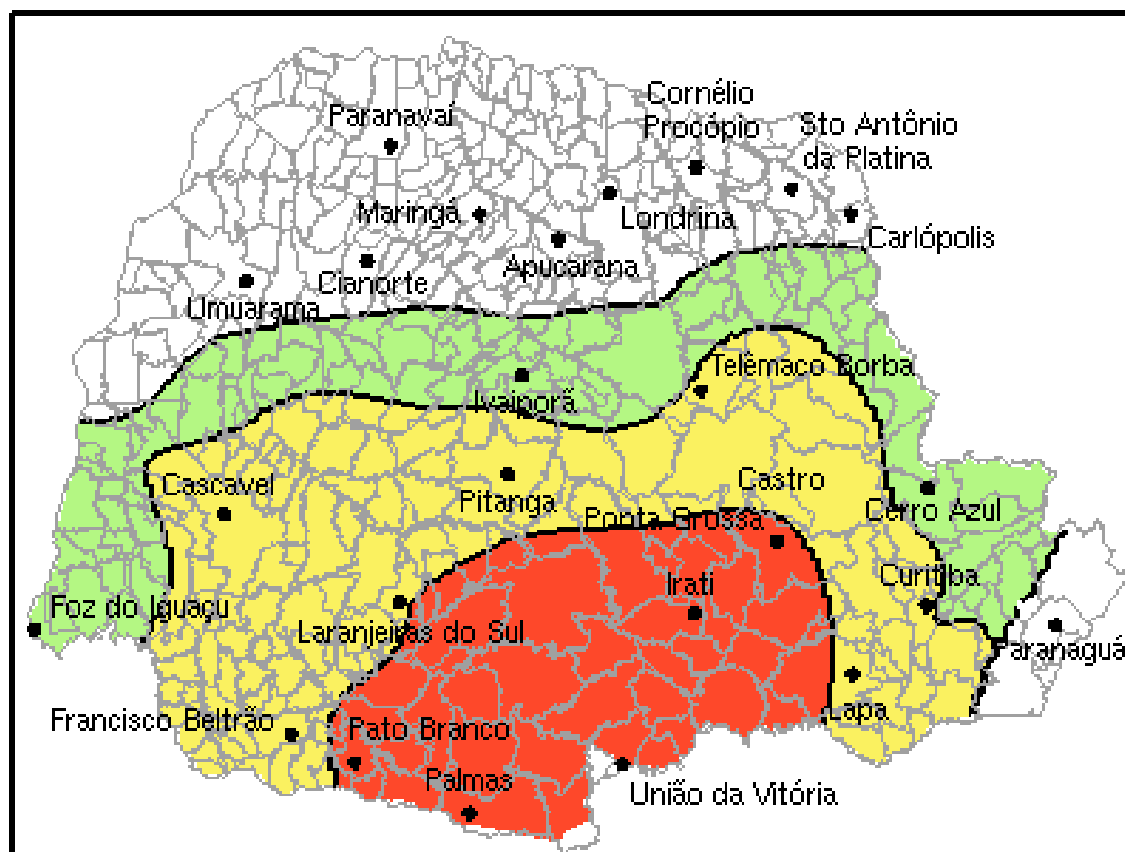 Cornélio
Procópio
Paranavaí
Sto Antônio
da Platina
Maringá
Londrina
Carlópolis
Apucarana
Cianorte
Umuarama
Telêmaco Borba
Ivaiporã
Cascavel
Pitanga
Castro
Ponta Grossa
Cerro Azul
Curitiba
Irati
Foz do Iguaçu
Laranjeiras do Sul
Paranaguá
Lapa
Francisco Beltrão
Pato Branco
Palmas
União da Vitória